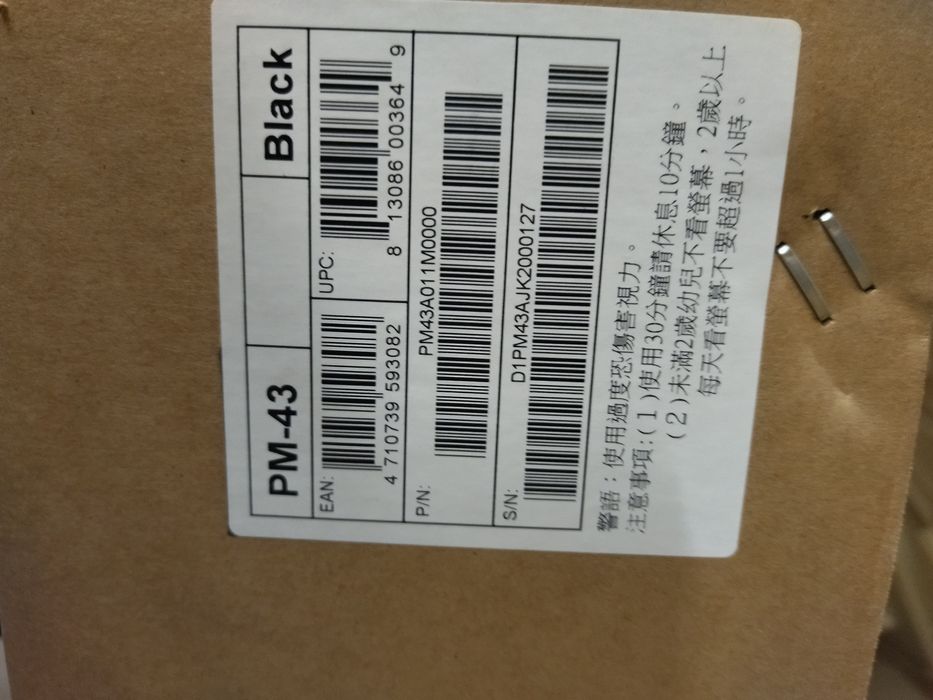 PM-43 Black
EAN: 4 710739 593082
UPC: 8 13086 00364 9
P/N: PM43A011M0000
S/N: D1PM43AJK2000127
警語：使用過度恐傷害視力。
注意事項:(1)使用30分鐘請休息10分鐘。
(2)未滿2歲幼兒不看螢幕，2歲以上
每天看螢幕不要超過1小時。